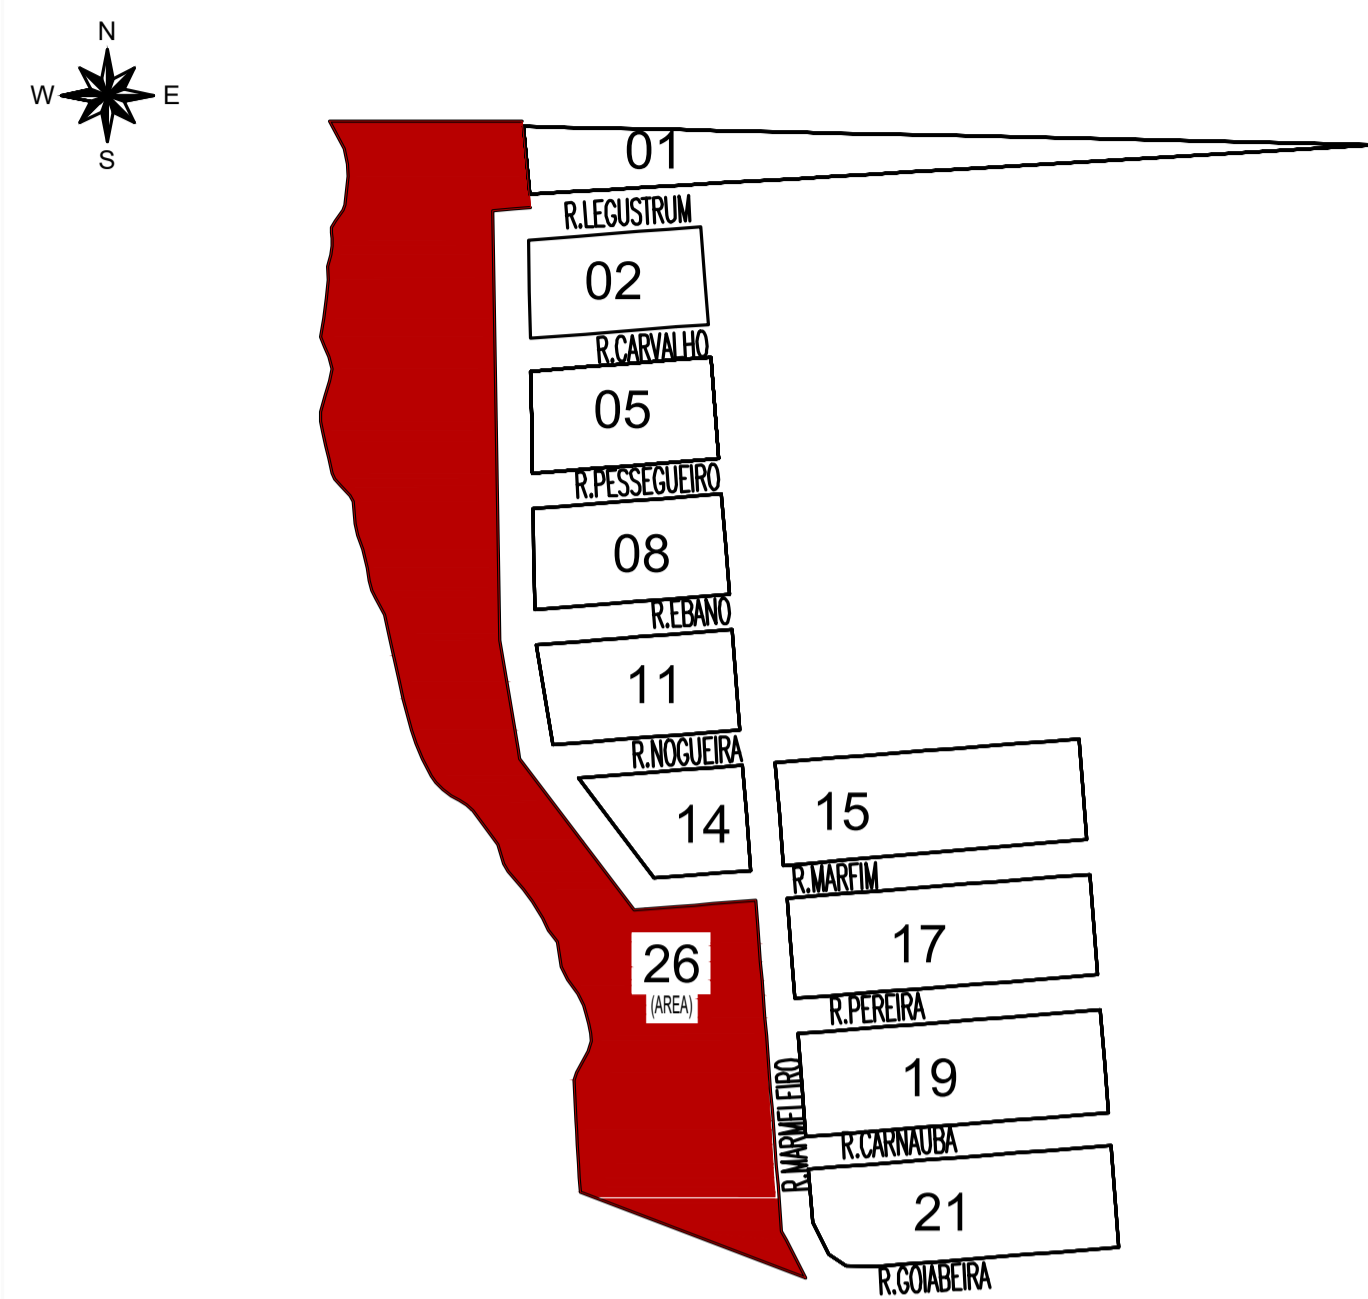 N
W E
S
01
R.LEGUSTRUM
02
R.CARVALHO
05
R.PESSEGUEIRO
08
R.EBANO
11
R.NOGUEIRA
14
15
R.MARFIM
17
26
(AREA)
R.PEREIRA
19
R.MARMELEIRO
R.CARNAUBA
21
R.GOIABEIRA